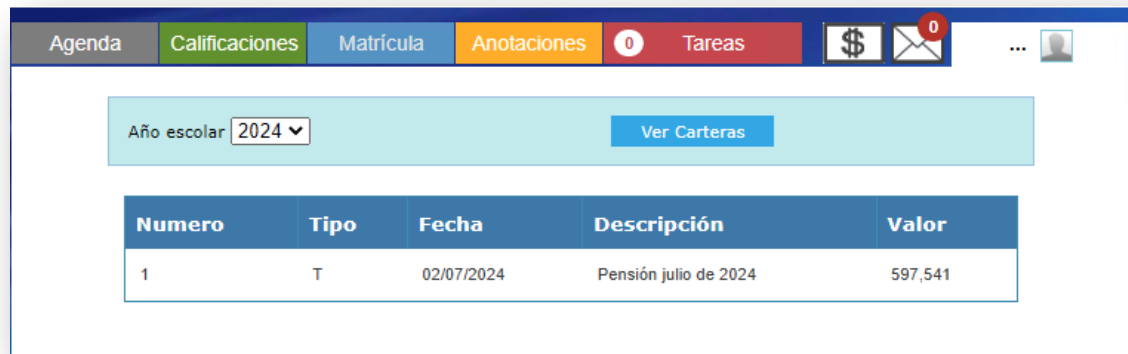 Agenda Calificaciones Matrícula Anotaciones 0 Tareas $ 0 ...
Año escolar 2024 Ver Carteras
Numero Tipo Fecha Descripción Valor
1 T 02/07/2024 Pensión julio de 2024 597,541